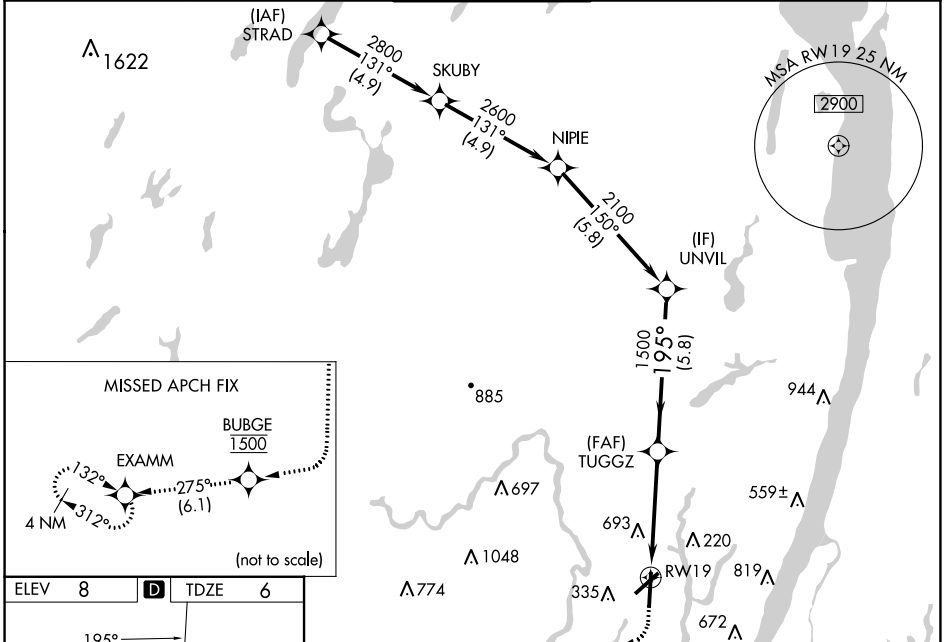 (IAF)
STRAD
1622
2800
131°
(4.9)
SKUBY
2600
131°
(4.9)
NIPIE
2100
150°
(5.8)
(IF)
UNVIL
MSA RW19 25 NM
2900
1500
195°
(5.8)
MISSED APCH FIX
BUBGE
1500
EXAMM
132°
275°
(6.1)
312°
4 NM
(not to scale)
885
944
(FAF)
TUGGZ
697
559±
693
220
1048
774
335
RW19
819
672
ELEV 8 D TDZE 6
195°